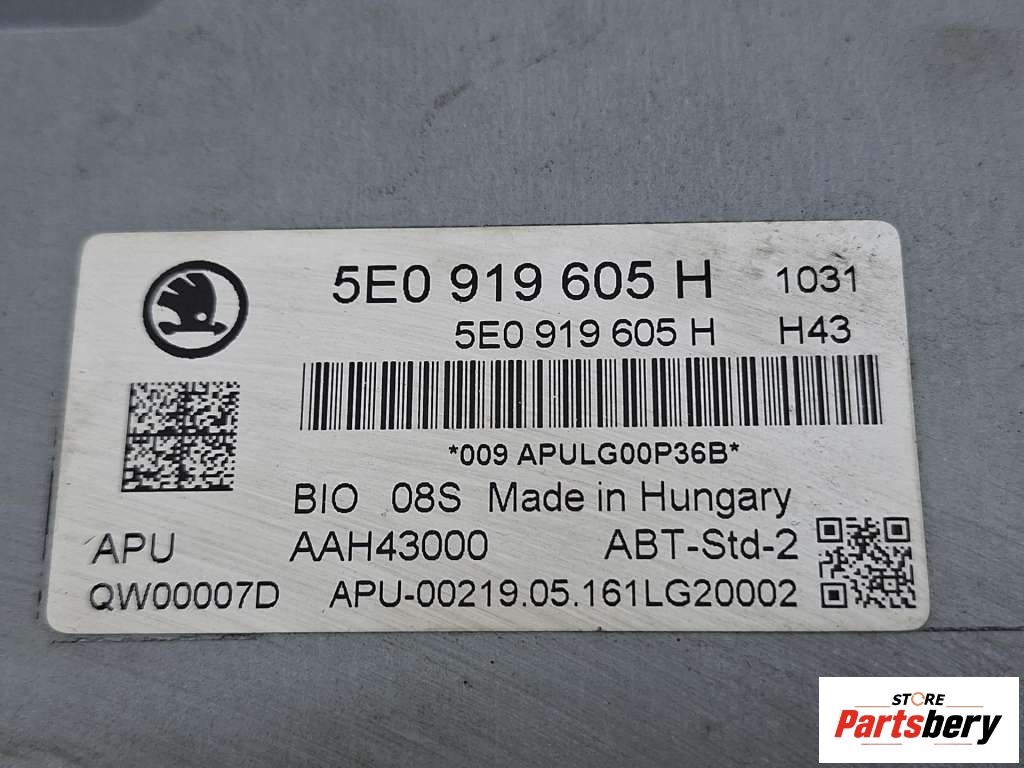 5E0 919 605 H 1031
5E0 919 605 H H43
*009 APULG00P36B*
BIO 08S Made in Hungary
APU AAH43000 ABT-Std-2
QW00007D APU-00219.05.161LG20002
STORE
Partsbery